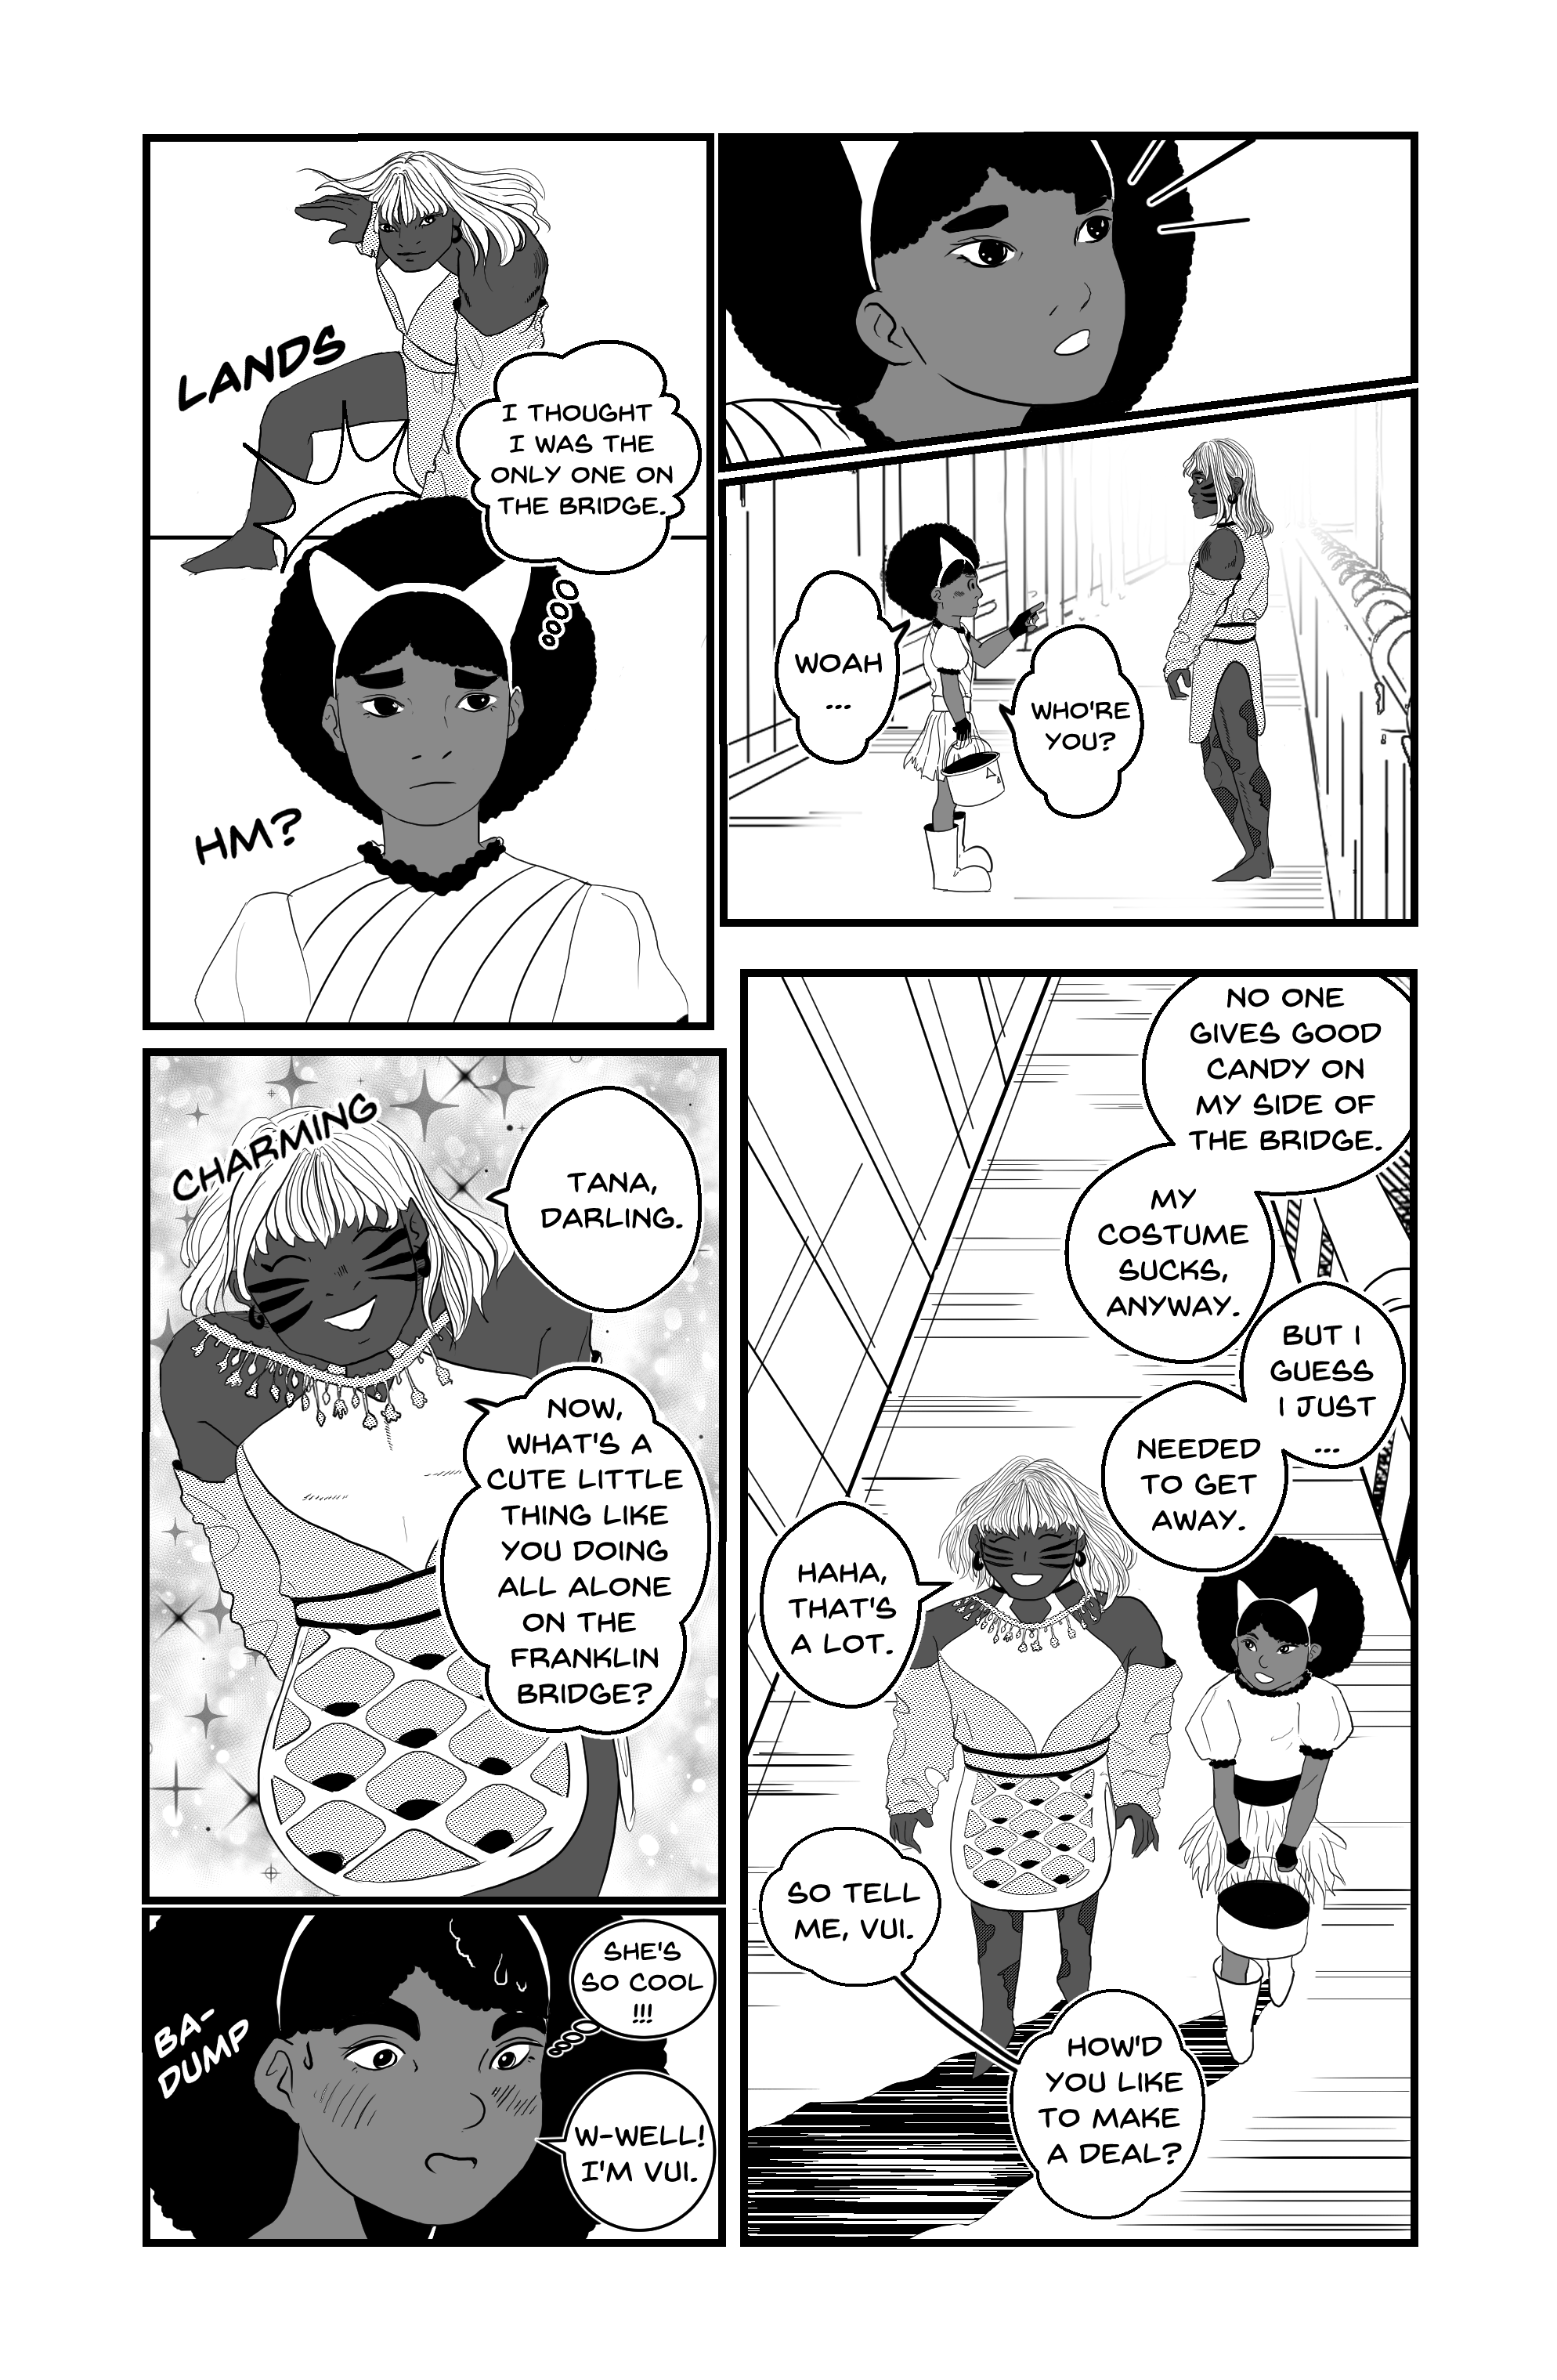 LANDS
I THOUGHT
I WAS THE
ONLY ONE ON
THE BRIDGE.
HM?
WOAH
...
WHO'RE
YOU?
CHARMING
TANA,
DARLING.
NOW,
WHAT'S A
CUTE LITTLE
THING LIKE
YOU DOING
ALL ALONE
ON THE
FRANKLIN
BRIDGE?
BA-
DUMP
SHE'S
SO COOL
!!!
W-WELL!
I'M VUI.
NO ONE
GIVES GOOD
CANDY ON
MY SIDE OF
THE BRIDGE.
MY
COSTUME
SUCKS,
ANYWAY.
BUT I
GUESS
I JUST
...
NEEDED
TO GET
AWAY.
HAHA,
THAT'S
A LOT.
SO TELL
ME, VUI.
HOW'D
YOU LIKE
TO MAKE
A DEAL?